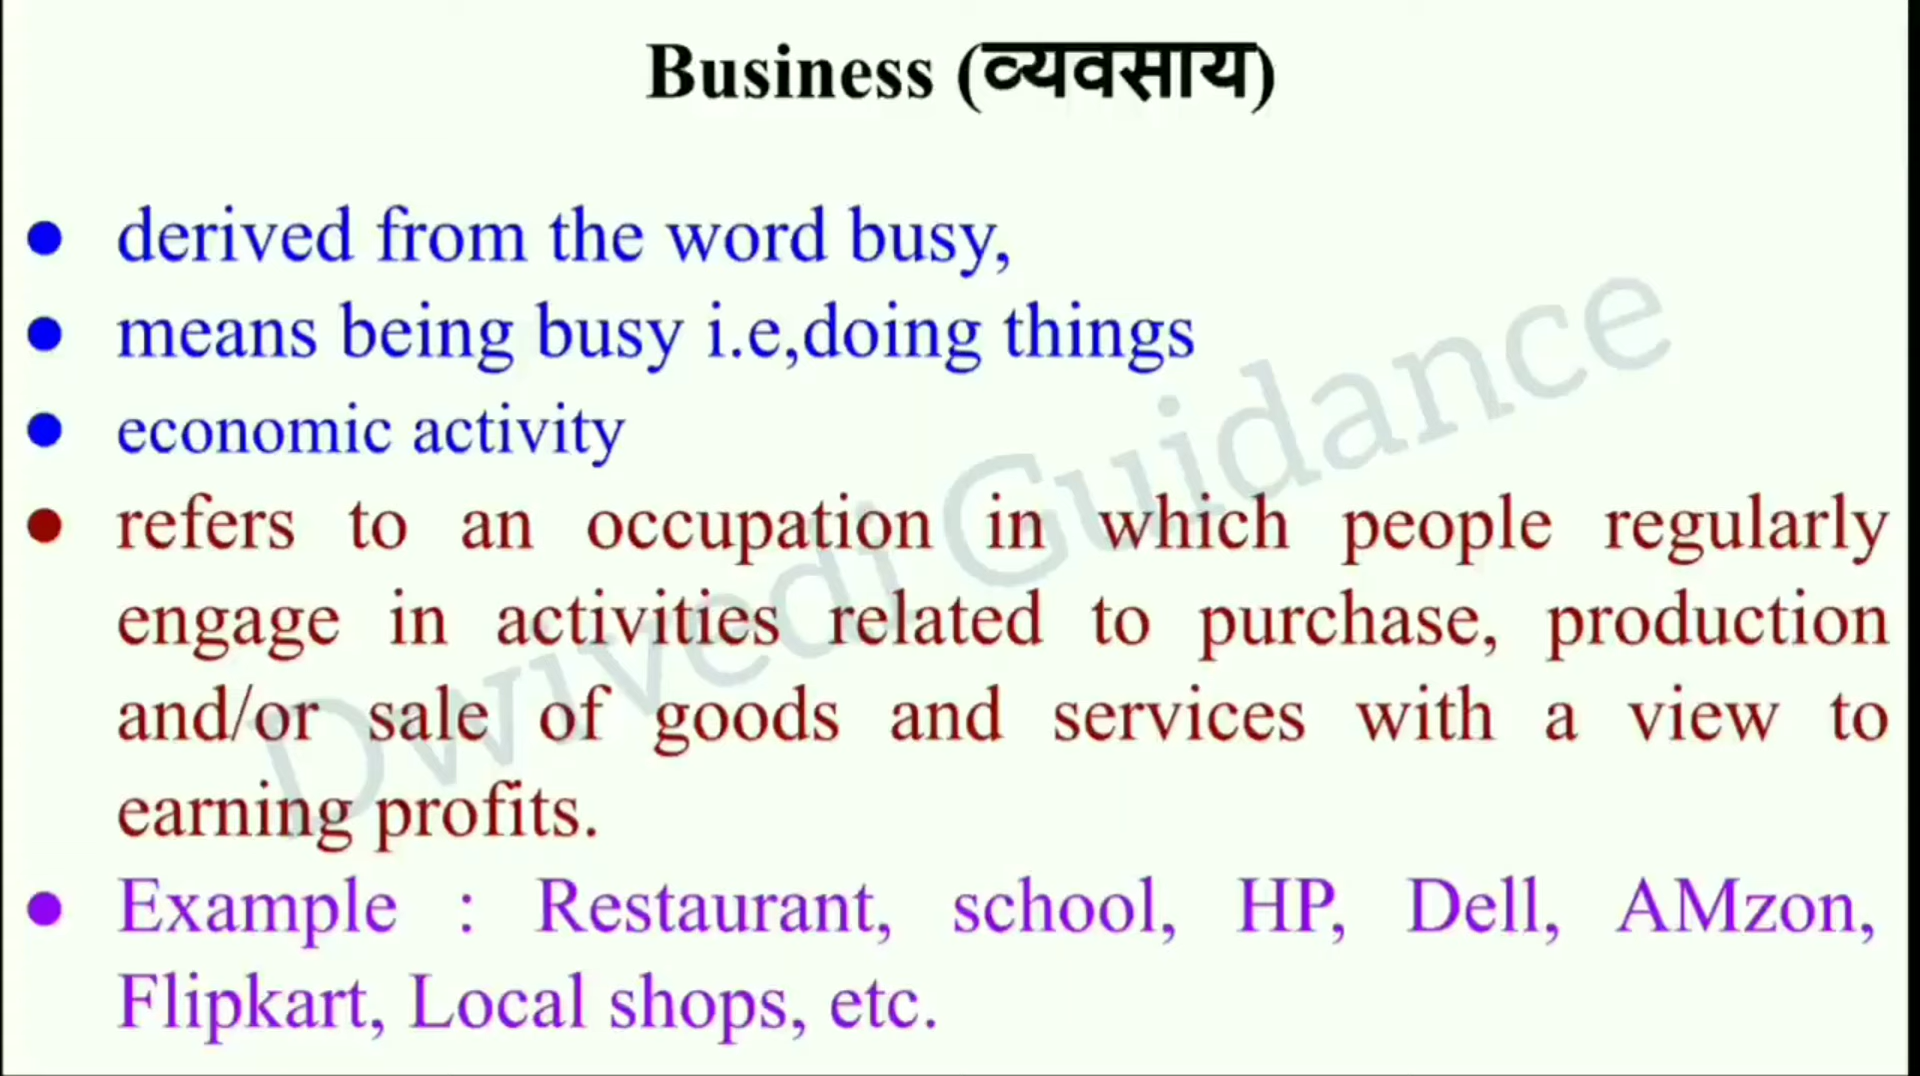 Business (व्यवसाय)
● derived from the word busy,
● means being busy i.e,doing things
● economic activity
● refers to an occupation in which people regularly
engage in activities related to purchase, production
and/or sale of goods and services with a view to
earning profits.
● Example : Restaurant, school, HP, Dell, AMzon,
Flipkart, Local shops, etc.
Dwivedi Guidance